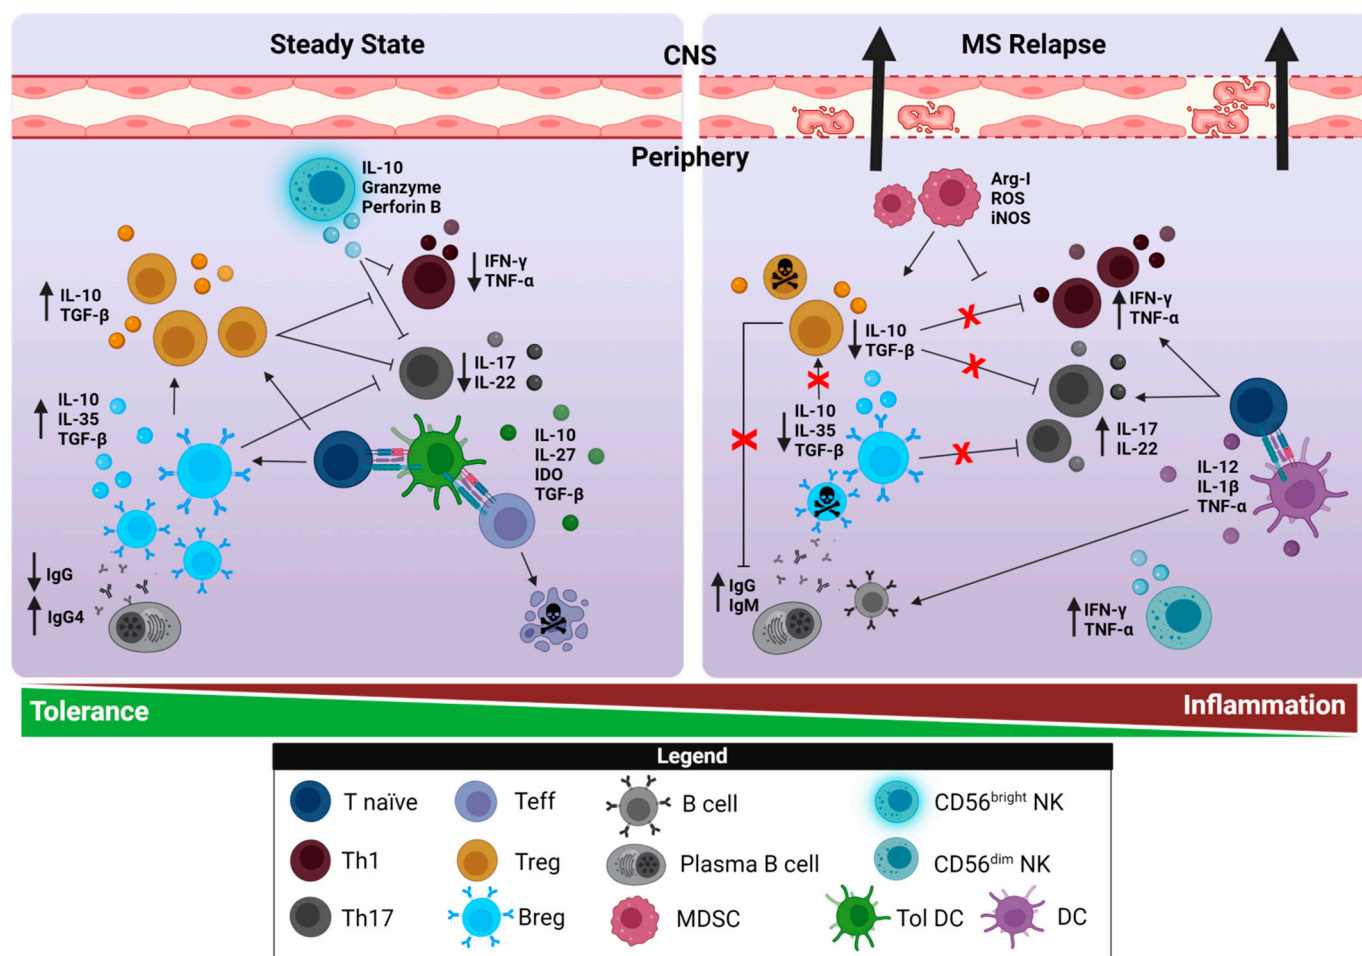 Steady State
CNS
MS Relapse
Periphery
IL-10
Granzyme
Perforin B
IFN-γ
TNF-α
IL-10
TGF-β
IL-17
IL-22
IL-10
IL-35
TGF-β
IL-10
IL-27
IDO
TGF-β
IgG
IgG4
Arg-I
ROS
iNOS
IFN-γ
TNF-α
IL-10
TGF-β
IL-10
IL-35
TGF-β
IL-17
IL-22
IL-12
IL-1β
TNF-α
IgG
IgM
IFN-γ
TNF-α
Tolerance
Inflammation
Legend
T naïve
Teff
B cell
CD56bright NK
Th1
Treg
Plasma B cell
CD56dim NK
Th17
Breg
MDSC
Tol DC
DC